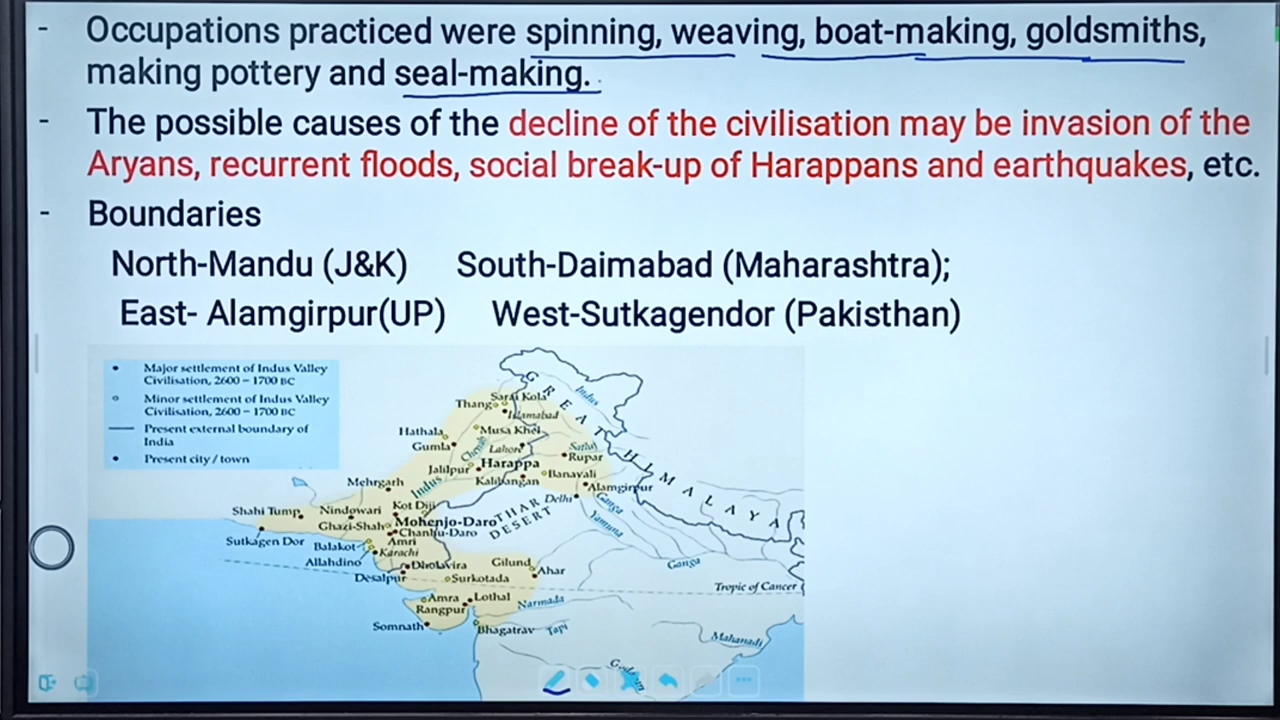 - Occupations practiced were spinning, weaving, boat-making, goldsmiths,
making pottery and seal-making.
- The possible causes of the decline of the civilisation may be invasion of the
Aryans, recurrent floods, social break-up of Harappans and earthquakes, etc.
- Boundaries
North-Mandu (J&K) South-Daimabad (Maharashtra);
East- Alamgirpur(UP) West-Sutkagendor (Pakisthan)
Major settlement of Indus Valley
Civilisation, 2600 – 1700 BC
Minor settlement of Indus Valley
Civilisation, 2600 – 1700 BC
Present external boundary of
India
Present city / town
GREAT HIMALAYA
Indus
Sarai Kola
Thang
Islamabad
Hathala
Musa Khel
Gumla
Chenab
Lahore
Satluj
Rupar
Jalilpur
Harappa
Banavali
Kalibangan
Mehrgarh
Indus
Alamgirpur
Delhi
Ganga
Yamuna
THAR
DESERT
Shahi Tump
Nindowari
Kot Diji
Ghazi-Shah
Mohenjo-Daro
Chanhu-Daro
Sutkagen Dor
Balakot
Amri
Karachi
Allahdino
Dholavira
Gilund
Ahar
Ganga
Desalpur
Surkotada
Tropic of Cancer
Amra
Lothal
Rangpur
Narmada
Somnath
Bhagatrav
Tapi
Mahanadi